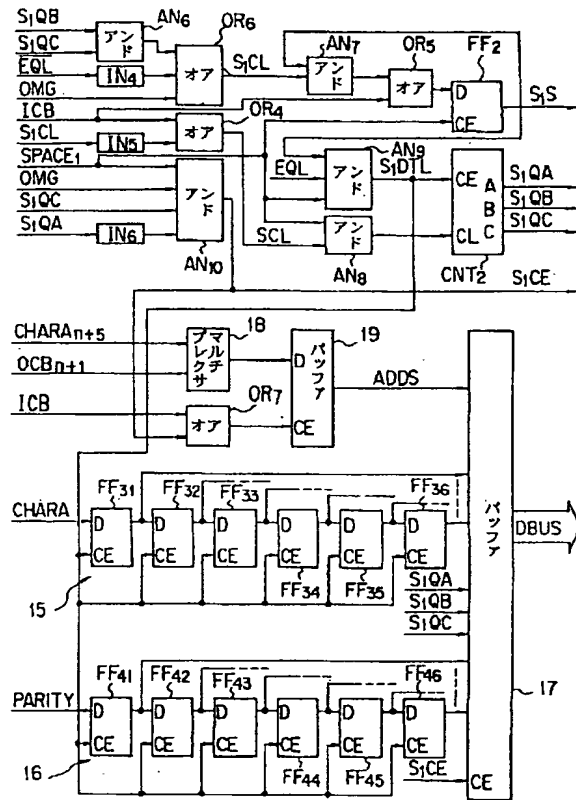 S₁QB
AN₆
OR₆
アンド
S₁QC
EQL
IN₄
オア
S₁CL
AN₇
アンド
OR₅
オア
FF₂
D
CE
S₁S
OMG
ICB
OR₄
S₁CL
IN₅
オア
SPACE₁
AN₉
EQL
アンド
S₁DTL
CE
CL
A
B
C
S₁QA
S₁QB
S₁QC
OMG
アンド
S₁QC
S₁QA
IN₆
SCL
アンド
AN₁₀
AN₈
CNT₂
S₁CE
18
19
CHARAn+5
マルチプレクサ
OCBn+1
D
バッファ
ADDS
ICB
OR₇
オア
CE
FF₃₁
FF₃₂
FF₃₃
FF₃₆
CHARA
D
D
D
D
D
D
CE
CE
CE
CE
CE
CE
FF₃₄
FF₃₅
15
バッファ
DBUS
S₁QA
S₁QB
S₁QC
FF₄₁
FF₄₂
FF₄₃
FF₄₆
PARITY
D
D
D
D
D
D
CE
CE
CE
CE
CE
CE
FF₄₄
FF₄₅
16
S₁CE
CE
17